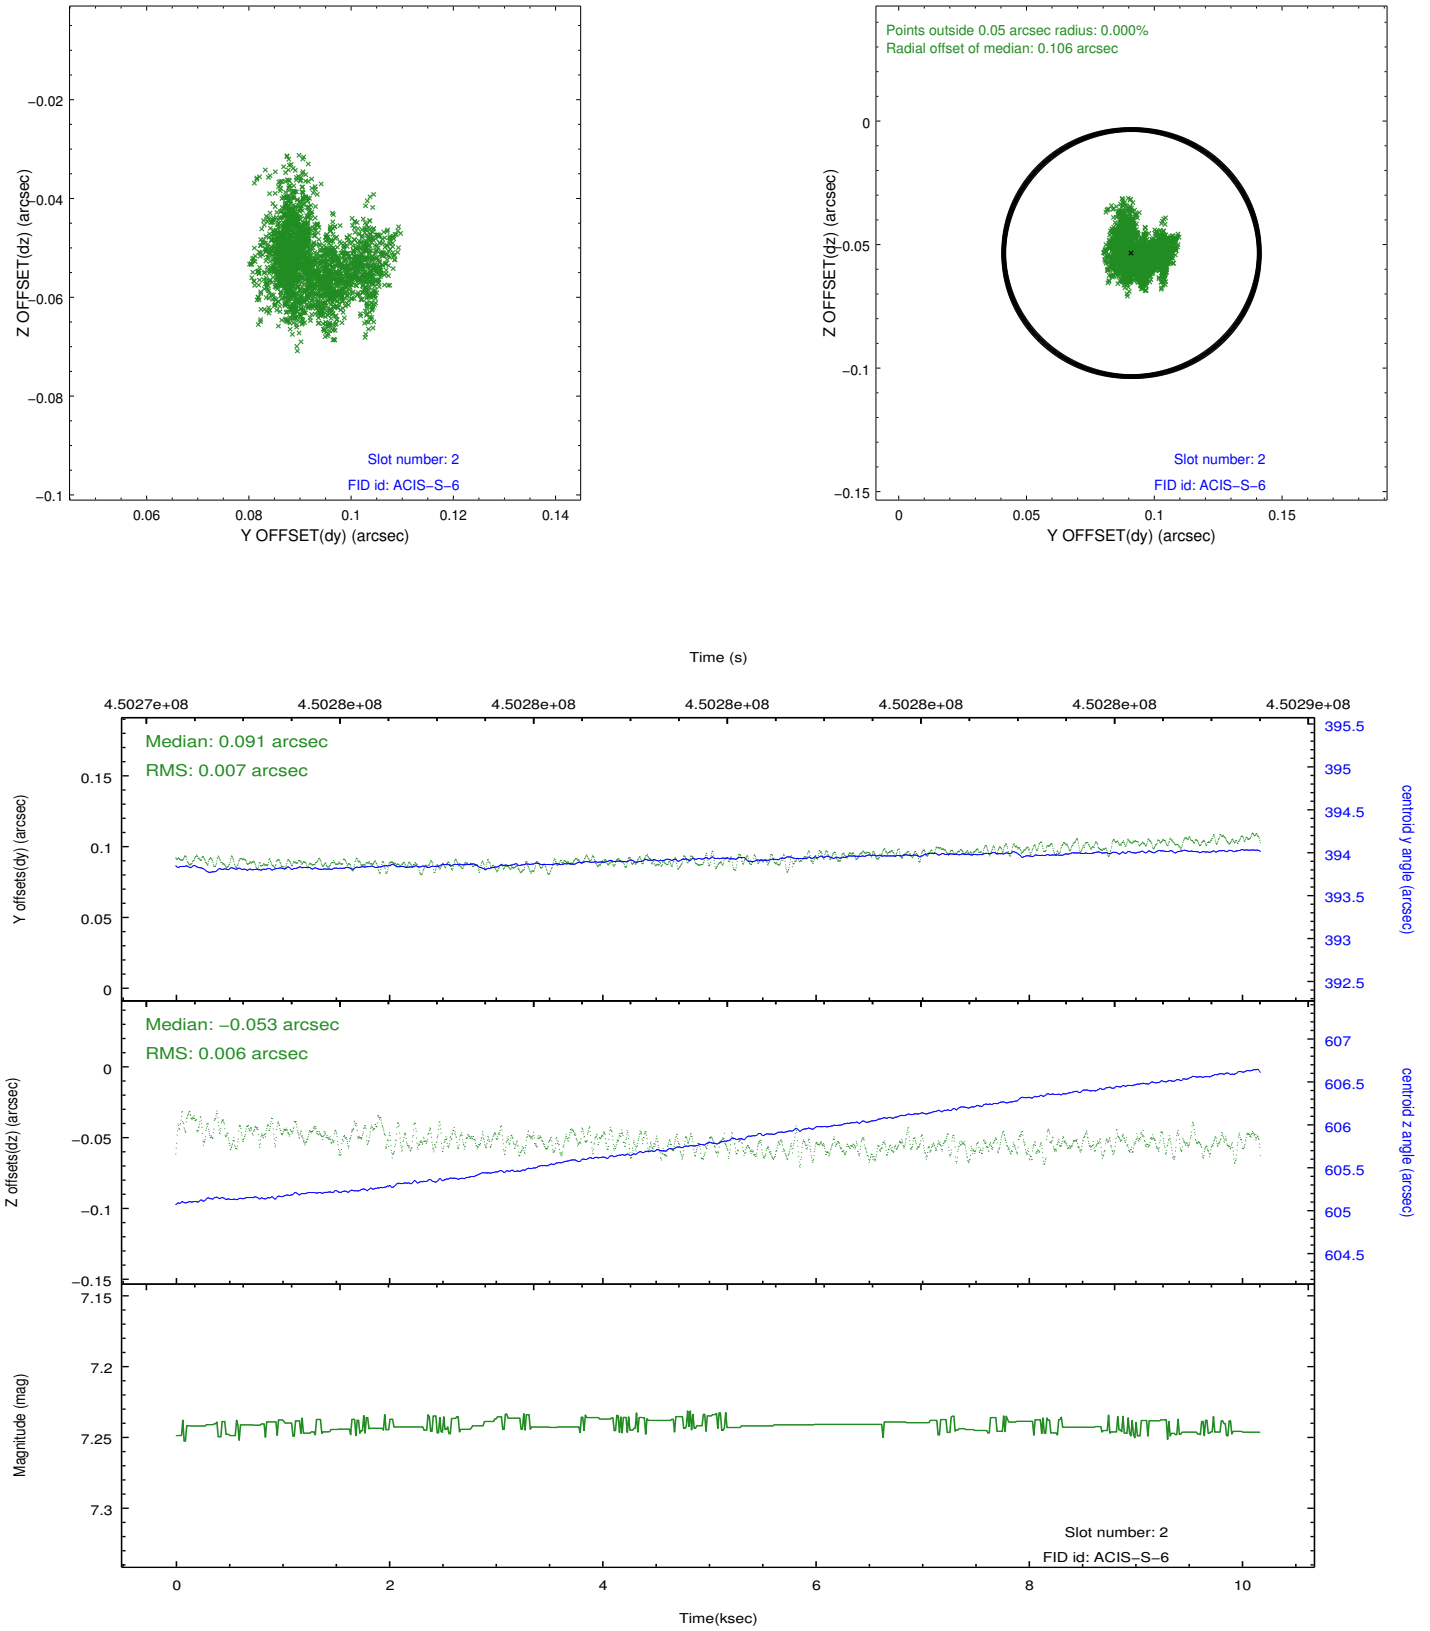 −0.02
−0.04
−0.06
−0.08
−0.1
Z OFFSET(dz) (arcsec)
Slot number: 2
FID id: ACIS−S−6
0.06 0.08 0.1 0.12 0.14
Y OFFSET(dy) (arcsec)
Points outside 0.05 arcsec radius: 0.000%
Radial offset of median: 0.106 arcsec
0
−0.05
−0.1
−0.15
Z OFFSET(dz) (arcsec)
Slot number: 2
FID id: ACIS−S−6
0 0.05 0.1 0.15
Y OFFSET(dy) (arcsec)
Time (s)
4.5027e+08 4.5028e+08 4.5028e+08 4.5028e+08 4.5028e+08 4.5028e+08 4.5029e+08
Median: 0.091 arcsec
RMS: 0.007 arcsec
0.15
0.1
0.05
0
Y offsets(dy) (arcsec)
395.5
395
394.5
394
393.5
393
392.5
centroid y angle (arcsec)
Median: −0.053 arcsec
RMS: 0.006 arcsec
0
−0.05
−0.1
−0.15
Z offsets(dz) (arcsec)
607
606.5
606
605.5
605
604.5
centroid z angle (arcsec)
7.15
7.2
7.25
7.3
Magnitude (mag)
Slot number: 2
FID id: ACIS−S−6
0 2 4 6 8 10
Time(ksec)